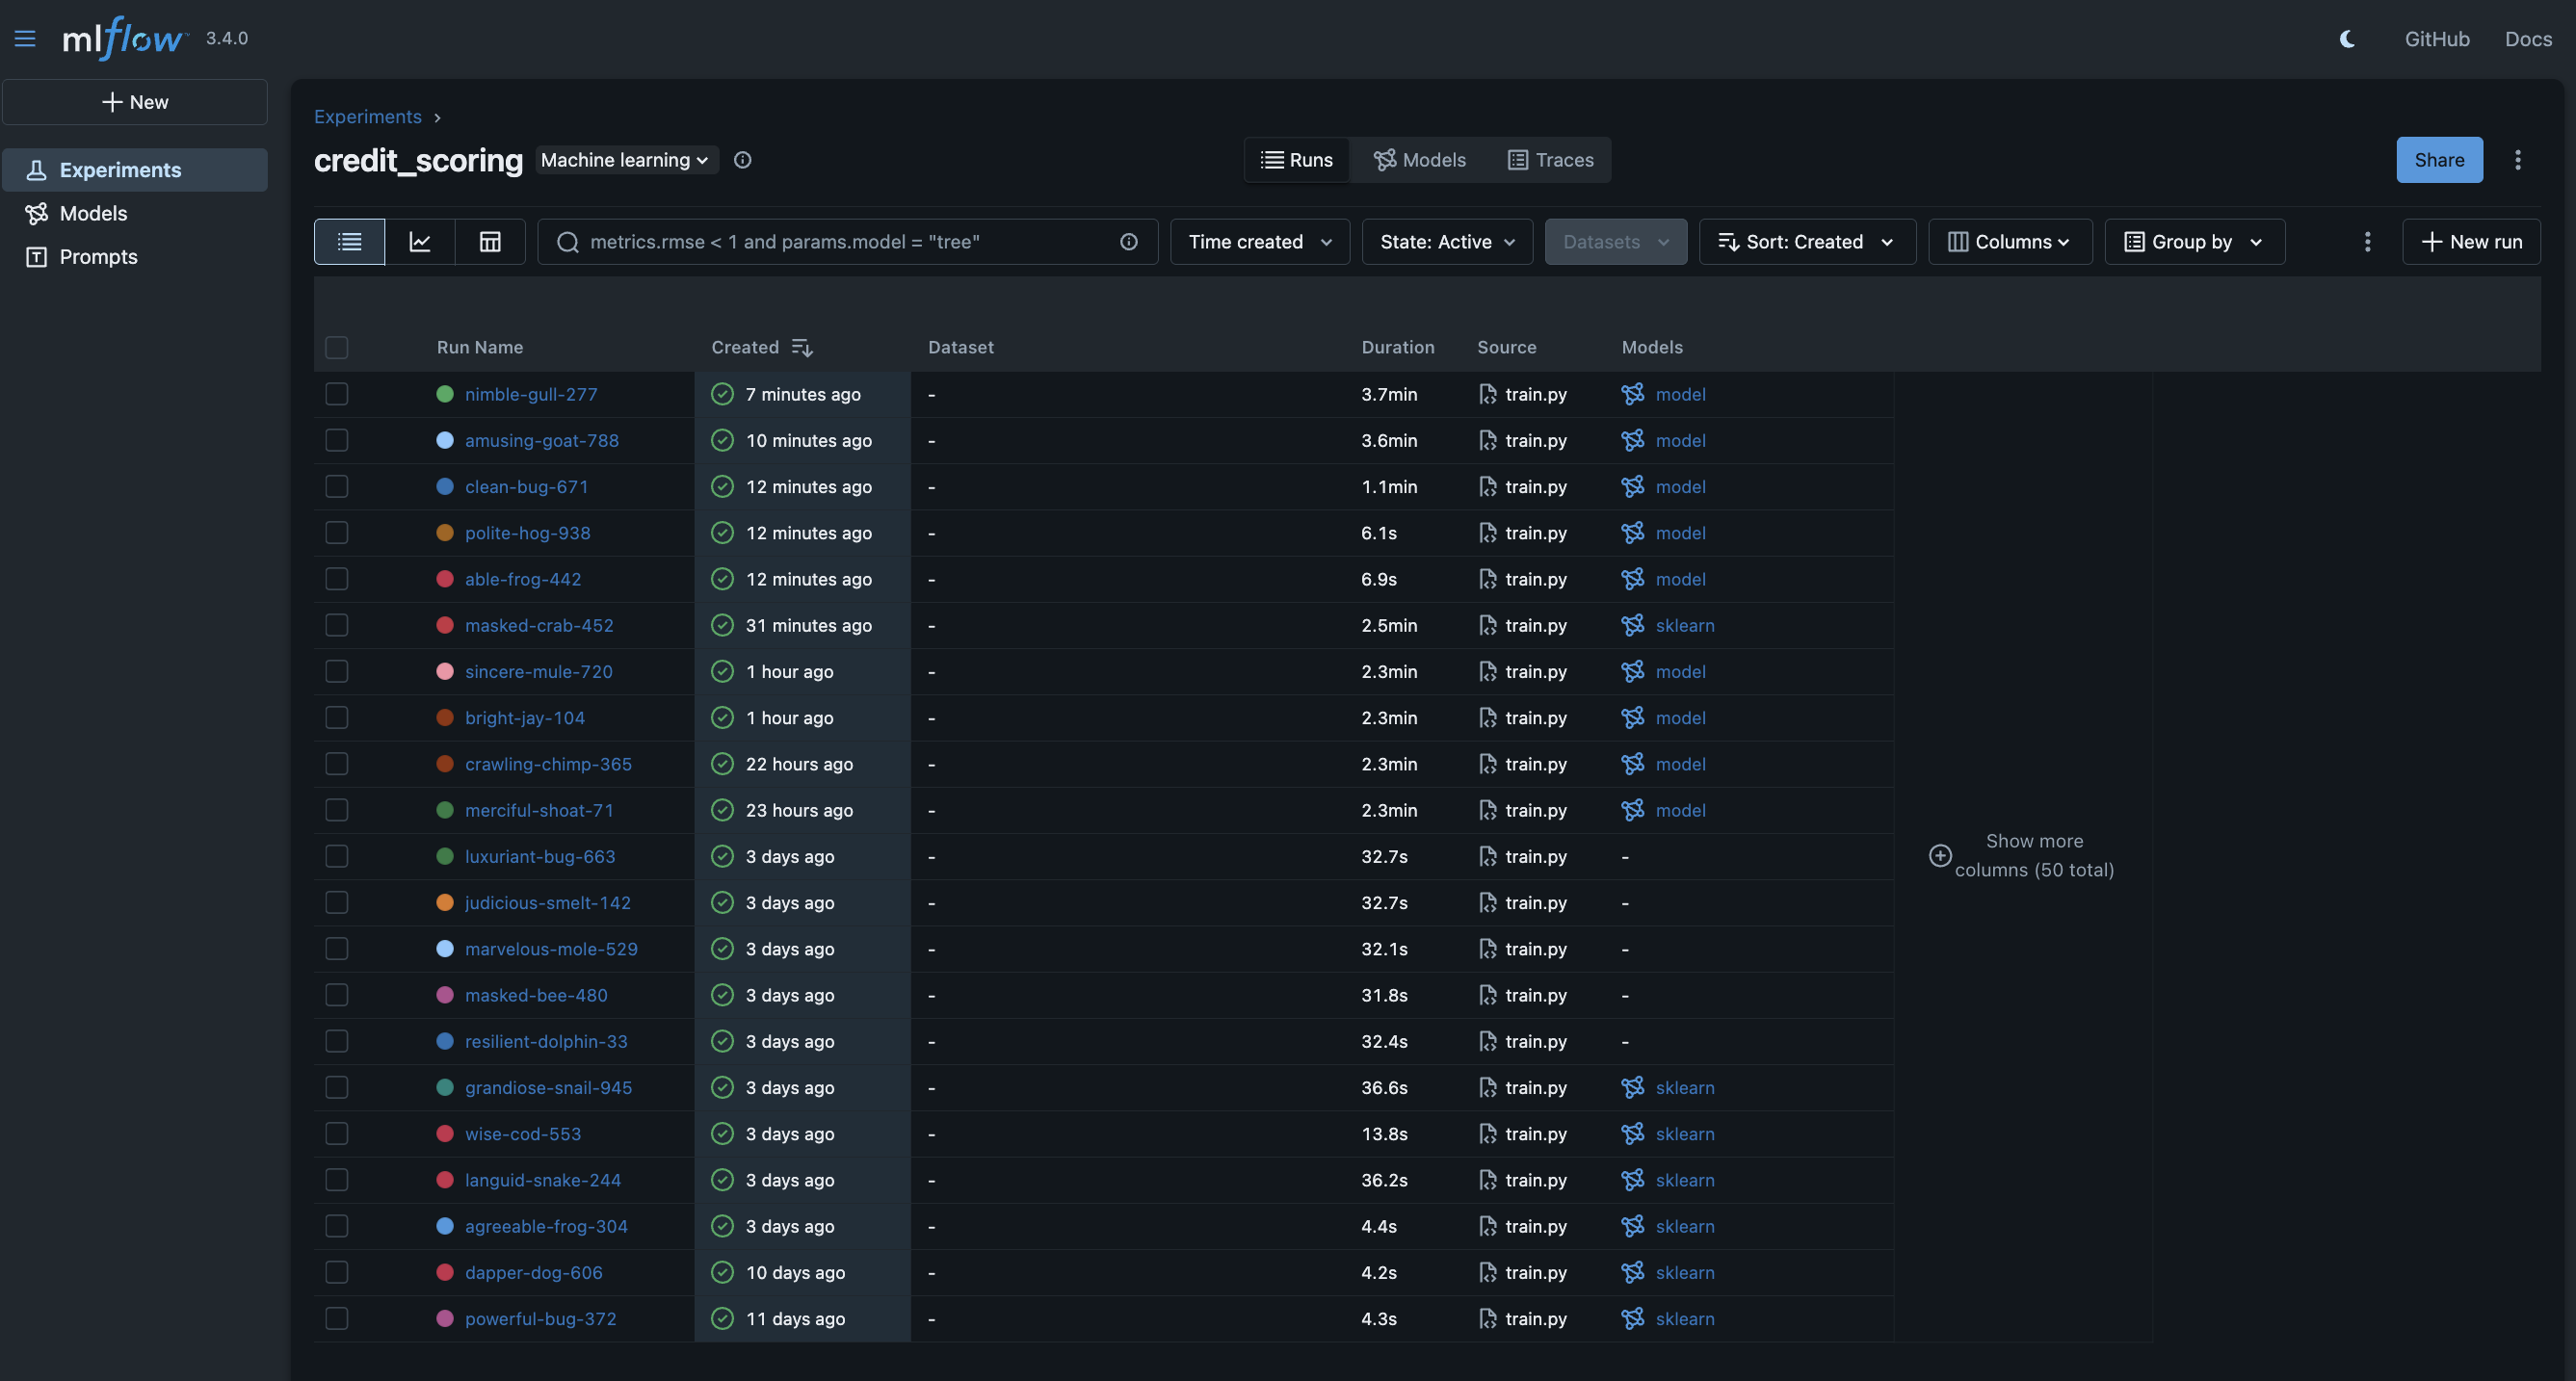 mlflow™ 3.4.0 GitHub Docs
New
Experiments
Models
Prompts
Experiments ›
credit_scoring Machine learning Runs Models Traces Share
metrics.rmse < 1 and params.model = "tree" Time created State: Active Datasets Sort: Created Columns Group by New run
Run Name Created Dataset Duration Source Models
nimble-gull-277 7 minutes ago - 3.7min train.py model
amusing-goat-788 10 minutes ago - 3.6min train.py model
clean-bug-671 12 minutes ago - 1.1min train.py model
polite-hog-938 12 minutes ago - 6.1s train.py model
able-frog-442 12 minutes ago - 6.9s train.py model
masked-crab-452 31 minutes ago - 2.5min train.py sklearn
sincere-mule-720 1 hour ago - 2.3min train.py model
bright-jay-104 1 hour ago - 2.3min train.py model
crawling-chimp-365 22 hours ago - 2.3min train.py model
merciful-shoat-71 23 hours ago - 2.3min train.py model
luxuriant-bug-663 3 days ago - 32.7s train.py -
judicious-smelt-142 3 days ago - 32.7s train.py -
marvelous-mole-529 3 days ago - 32.1s train.py -
masked-bee-480 3 days ago - 31.8s train.py -
resilient-dolphin-33 3 days ago - 32.4s train.py -
grandiose-snail-945 3 days ago - 36.6s train.py sklearn
wise-cod-553 3 days ago - 13.8s train.py sklearn
languid-snake-244 3 days ago - 36.2s train.py sklearn
agreeable-frog-304 3 days ago - 4.4s train.py sklearn
dapper-dog-606 10 days ago - 4.2s train.py sklearn
powerful-bug-372 11 days ago - 4.3s train.py sklearn
Show more
columns (50 total)